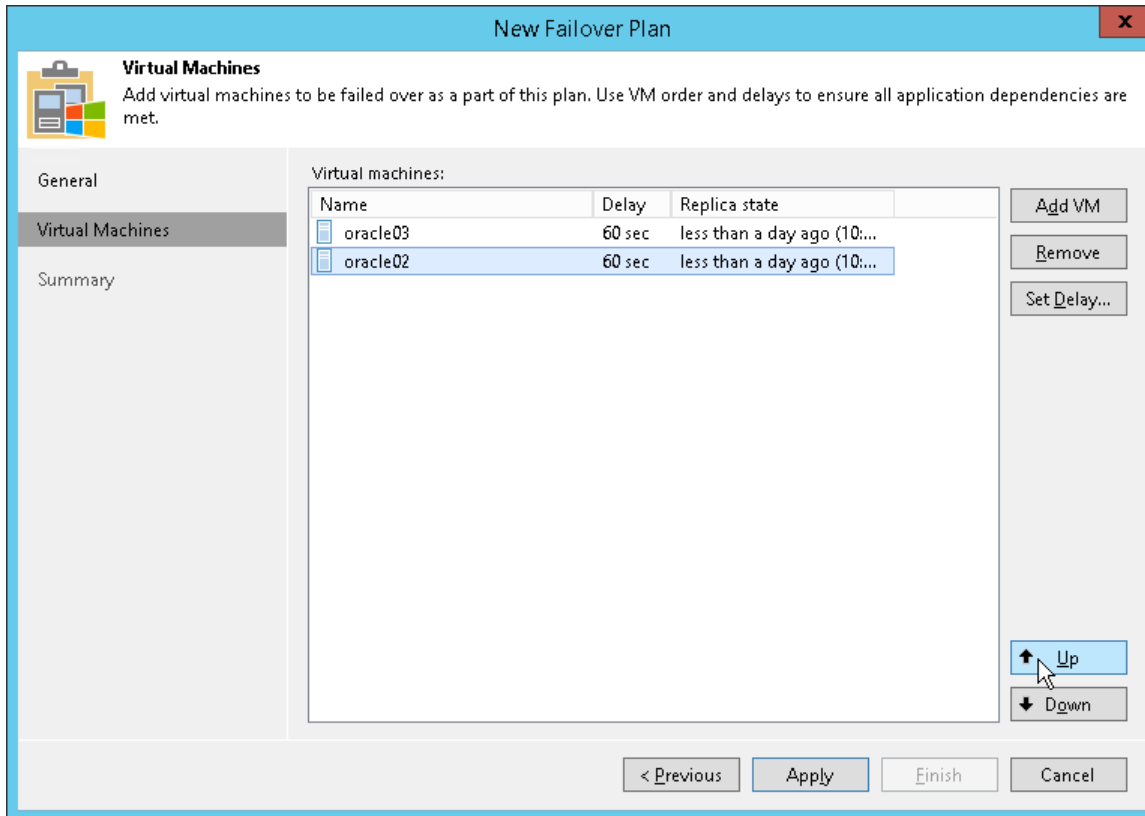 New Failover Plan
x
Virtual Machines
Add virtual machines to be failed over as a part of this plan. Use VM order and delays to ensure all application dependencies are
met.
General
Virtual Machines
Summary
Virtual machines:
Name Delay Replica state
oracle03 60 sec less than a day ago (10:...
oracle02 60 sec less than a day ago (10:...
Add VM
Remove
Set Delay...
Up
Down
< Previous Apply Finish Cancel